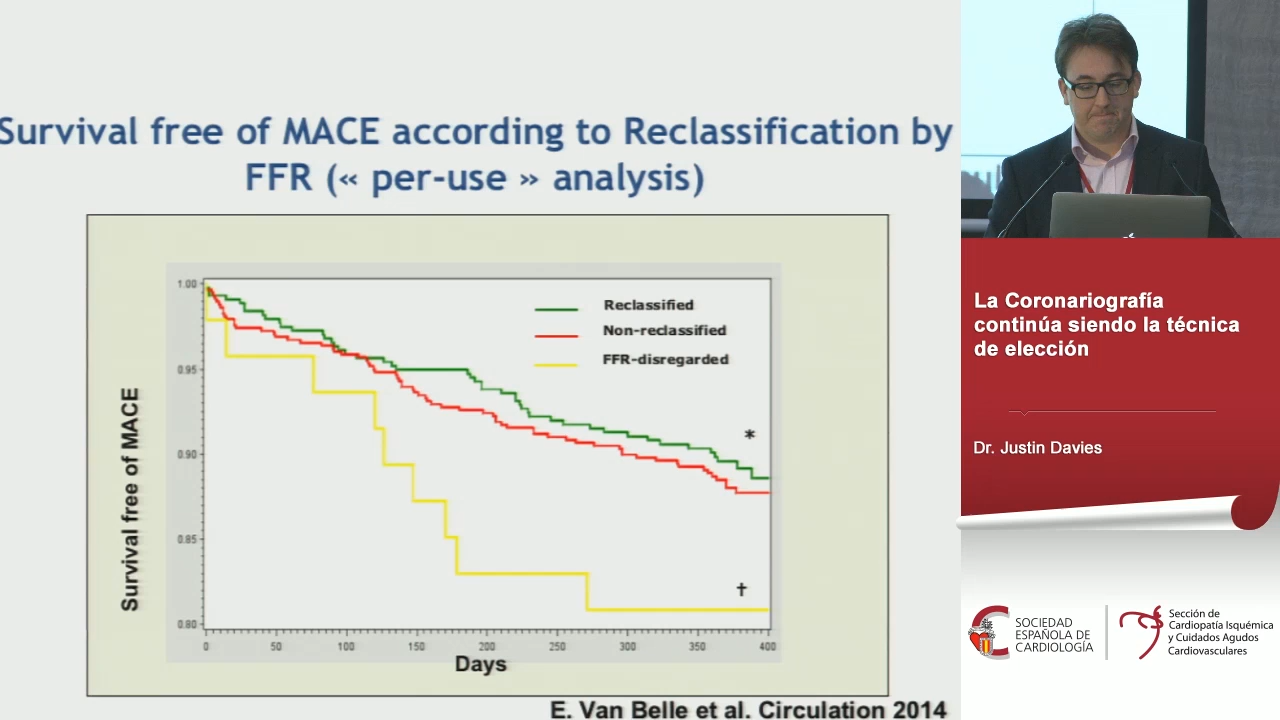 Survival free of MACE according to Reclassification by
FFR (« per-use » analysis)
Reclassified
Non-reclassified
FFR-disregarded
1.00
0.95
0.90
0.85
0.80
Survival free of MACE
*
†
0 50 100 150 200 250 300 350 400
Days
E. Van Belle et al. Circulation 2014
La Coronariografía
continúa siendo la técnica
de elección
Dr. Justin Davies
SOCIEDAD
ESPAÑOLA DE
CARDIOLOGÍA
Sección de
Cardiopatía Isquémica
y Cuidados Agudos
Cardiovasculares